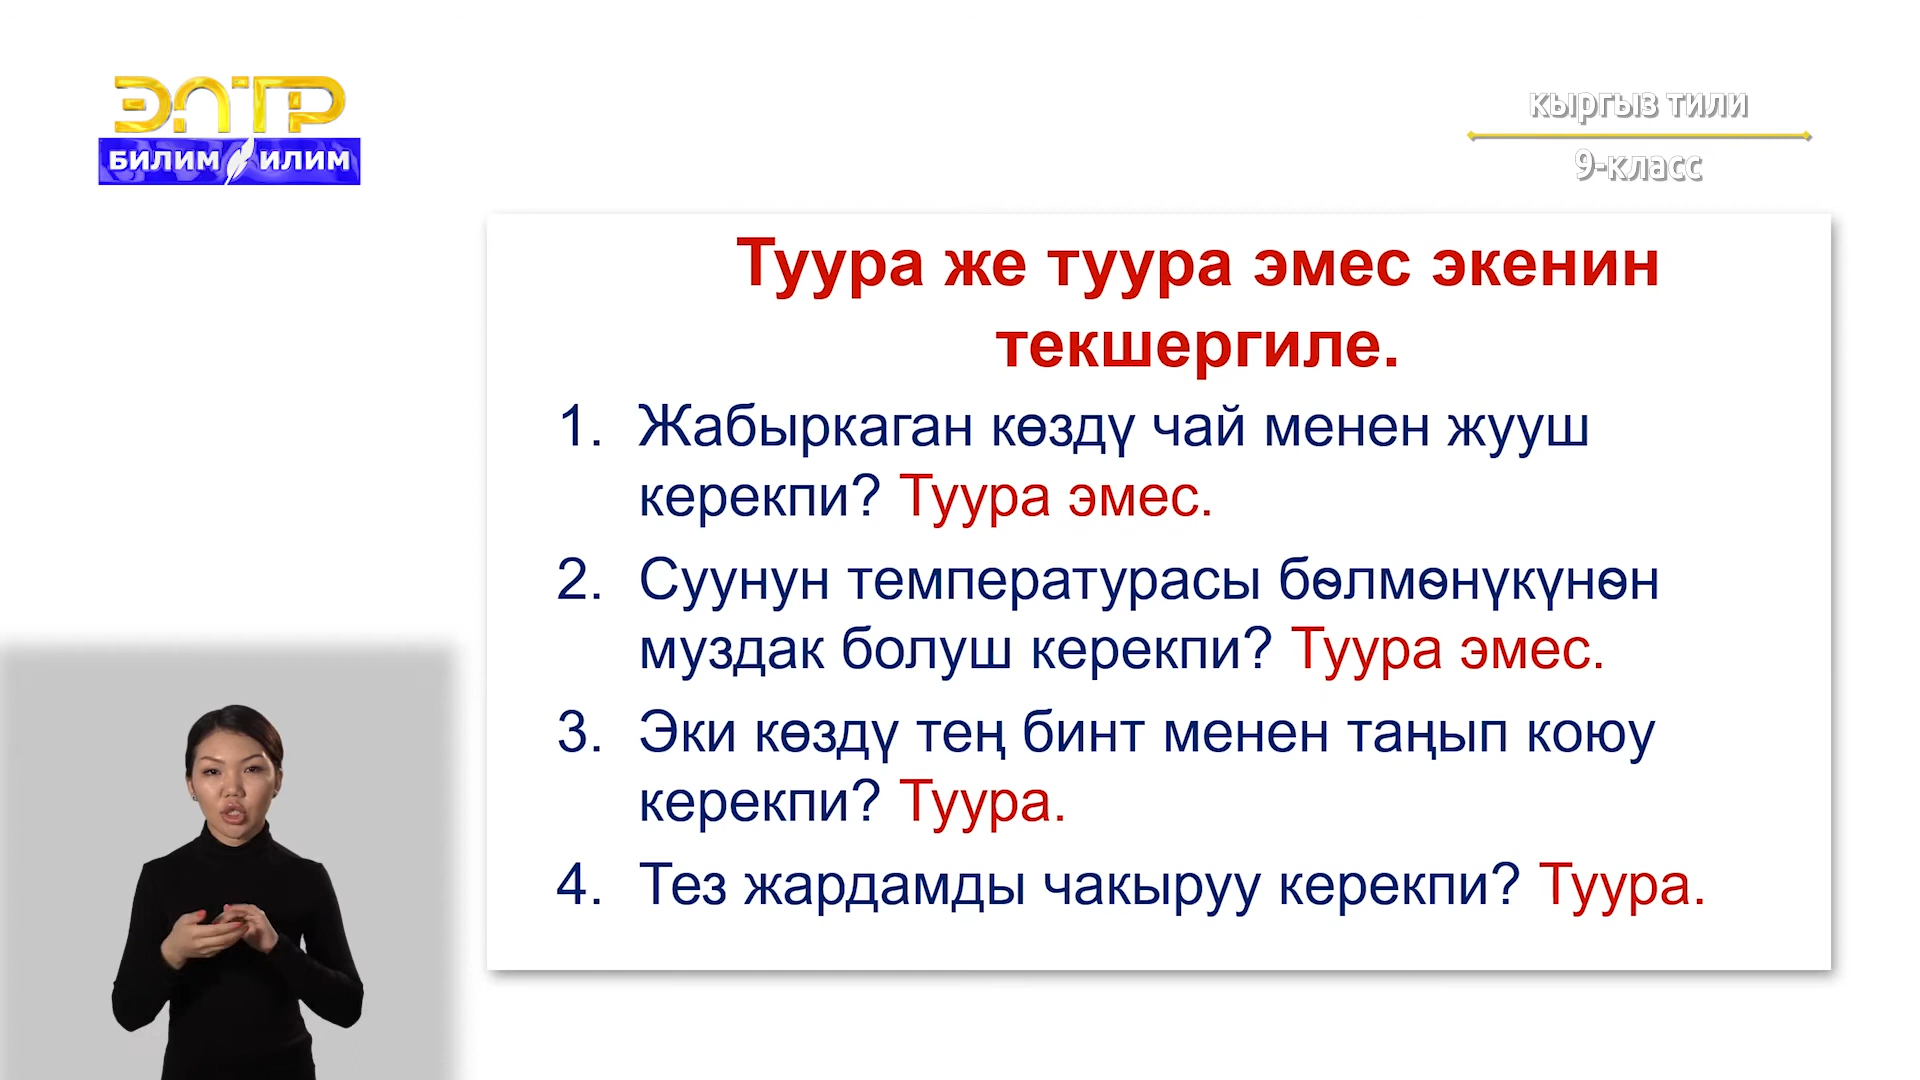 ЭЛТР
БИЛИМ ИЛИМ
кыргыз тили
9-класс
Туура же туура эмес экенин
текшергиле.
1. Жабыркаган көздү чай менен жууш
керекпи? Туура эмес.
2. Суунун температурасы бөлмөнүкүнөн
муздак болуш керекпи? Туура эмес.
3. Эки көздү тең бинт менен таңып коюу
керекпи? Туура.
4. Тез жардамды чакыруу керекпи? Туура.